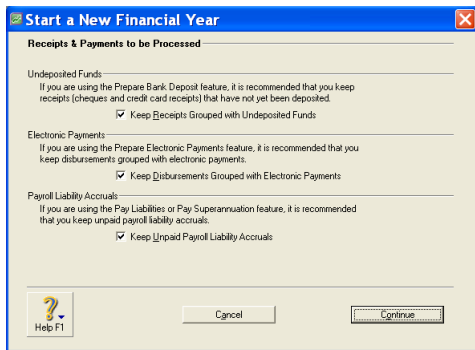 Start a New Financial Year
Receipts & Payments to be Processed
Undeposited Funds
If you are using the Prepare Bank Deposit feature, it is recommended that you keep
receipts (cheques and credit card receipts) that have not yet been deposited.
Keep Receipts Grouped with Undeposited Funds
Electronic Payments
If you are using the Prepare Electronic Payments feature, it is recommended that you
keep disbursements grouped with electronic payments.
Keep Disbursements Grouped with Electronic Payments
Payroll Liability Accruals
If you are using the Pay Liabilities or Pay Superannuation feature, it is recommended
that you keep unpaid payroll liability accruals.
Keep Unpaid Payroll Liability Accruals
Help F1
Cancel
Continue